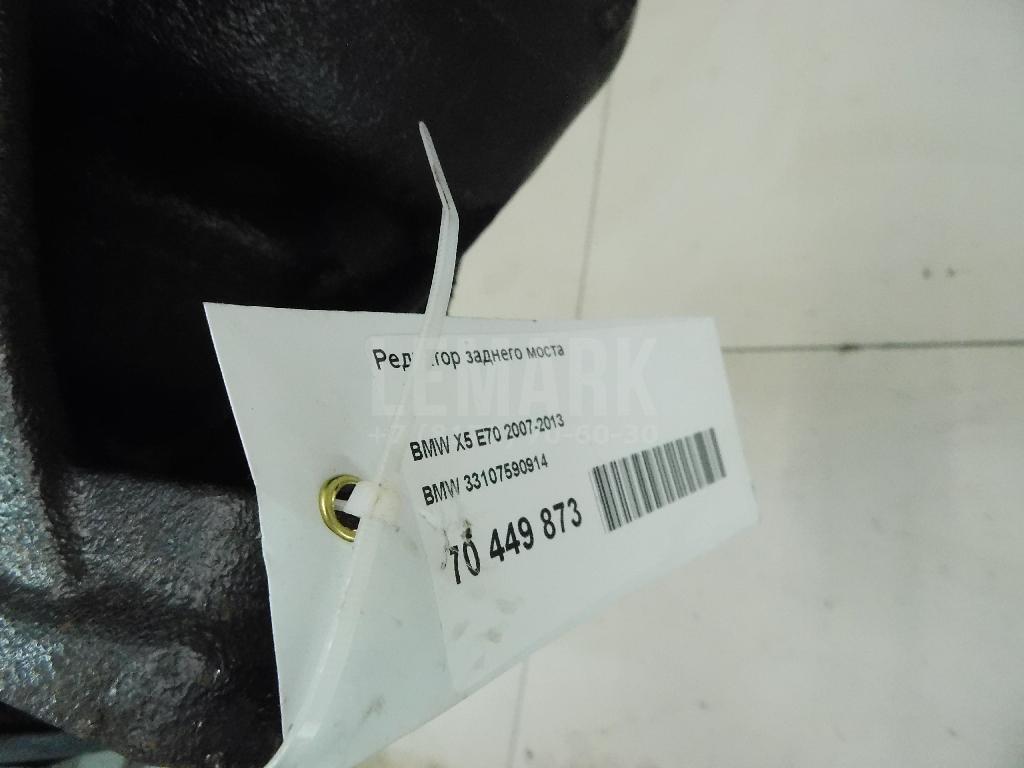 Редуктор заднего моста
LEMARK
BMW X5 E70 2007-2013
BMW 33107590914
70 449 873